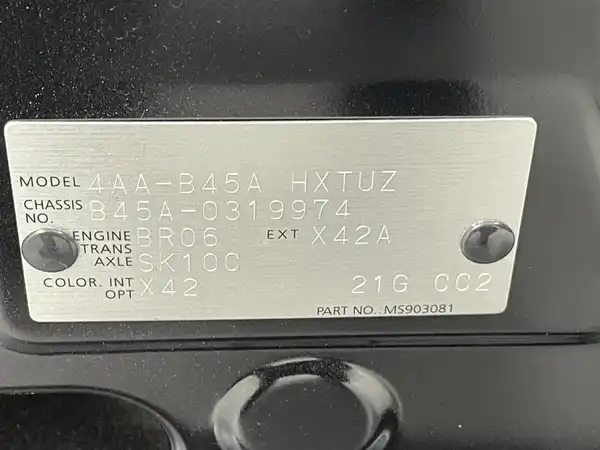 MODEL 4AA-B45A HXTUZ
CHASSIS NO. B45A-0319974
ENGINE BR06 EXT X42A
TRANS AXLE SK10C
COLOR. INT OPT X42 21G CC2
PART NO.: MS903081